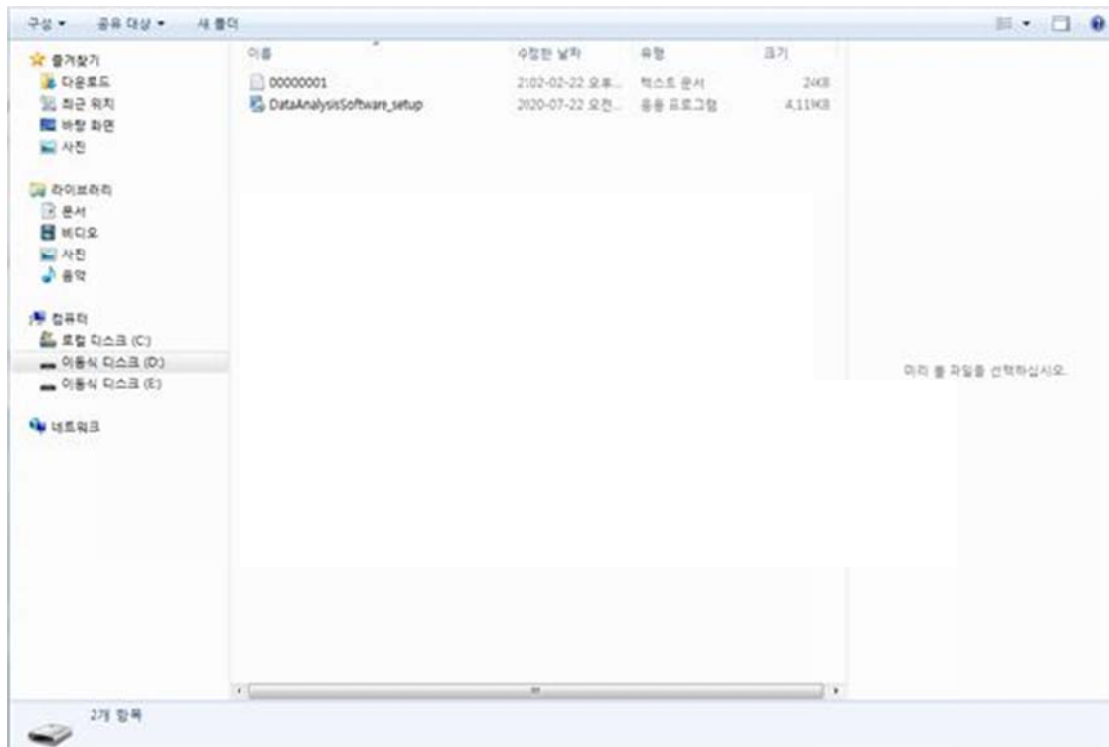 구성 공유 대상 새 폴더
즐겨찾기
다운로드
최근 위치
바탕 화면
사진
라이브러리
문서
비디오
사진
음악
컴퓨터
로컬 디스크 (C:)
이동식 디스크 (D:)
이동식 디스크 (E:)
네트워크
이름 수정한 날짜 유형 크기
00000001 2102-02-22 오후... 텍스트 문서 24KB
DataAnalysisSoftware_setup 2020-07-22 오전... 응용 프로그램 4,119KB
미리 볼 파일을 선택하십시오.
2개 항목